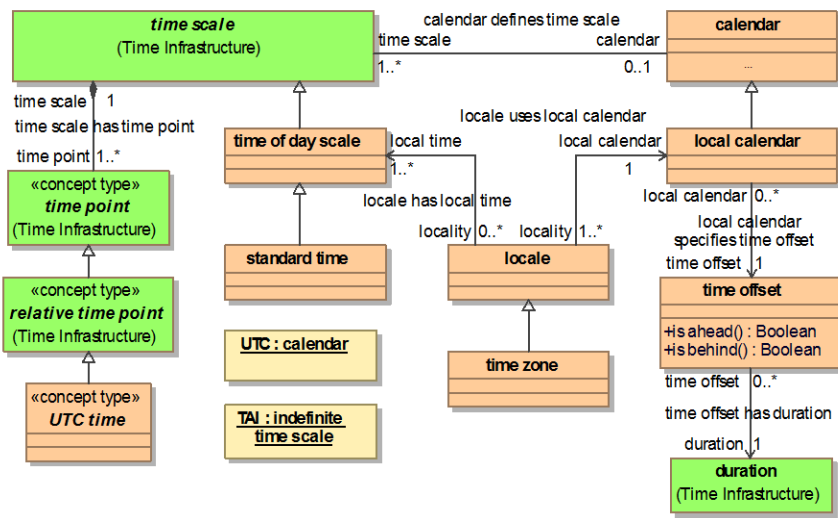 time scale
(Time Infrastructure)
calendar defines time scale
time scale
calendar
1..*
0..1
calendar
...
time scale
1
time scale has time point
time point
1..*
time of day scale
local time
1..*
locale has local time
locality
0..*
locale uses local calendar
local calendar
1
locality
1..*
local calendar
local calendar
0..*
local calendar
specifies time offset
time offset
1
«concept type»
time point
(Time Infrastructure)
standard time
locale
«concept type»
relative time point
(Time Infrastructure)
time offset
+is ahead() : Boolean
+is behind() : Boolean
UTC : calendar
time zone
«concept type»
UTC time
TAI : indefinite
time scale
time offset
0..*
time offset has duration
duration
1
duration
(Time Infrastructure)